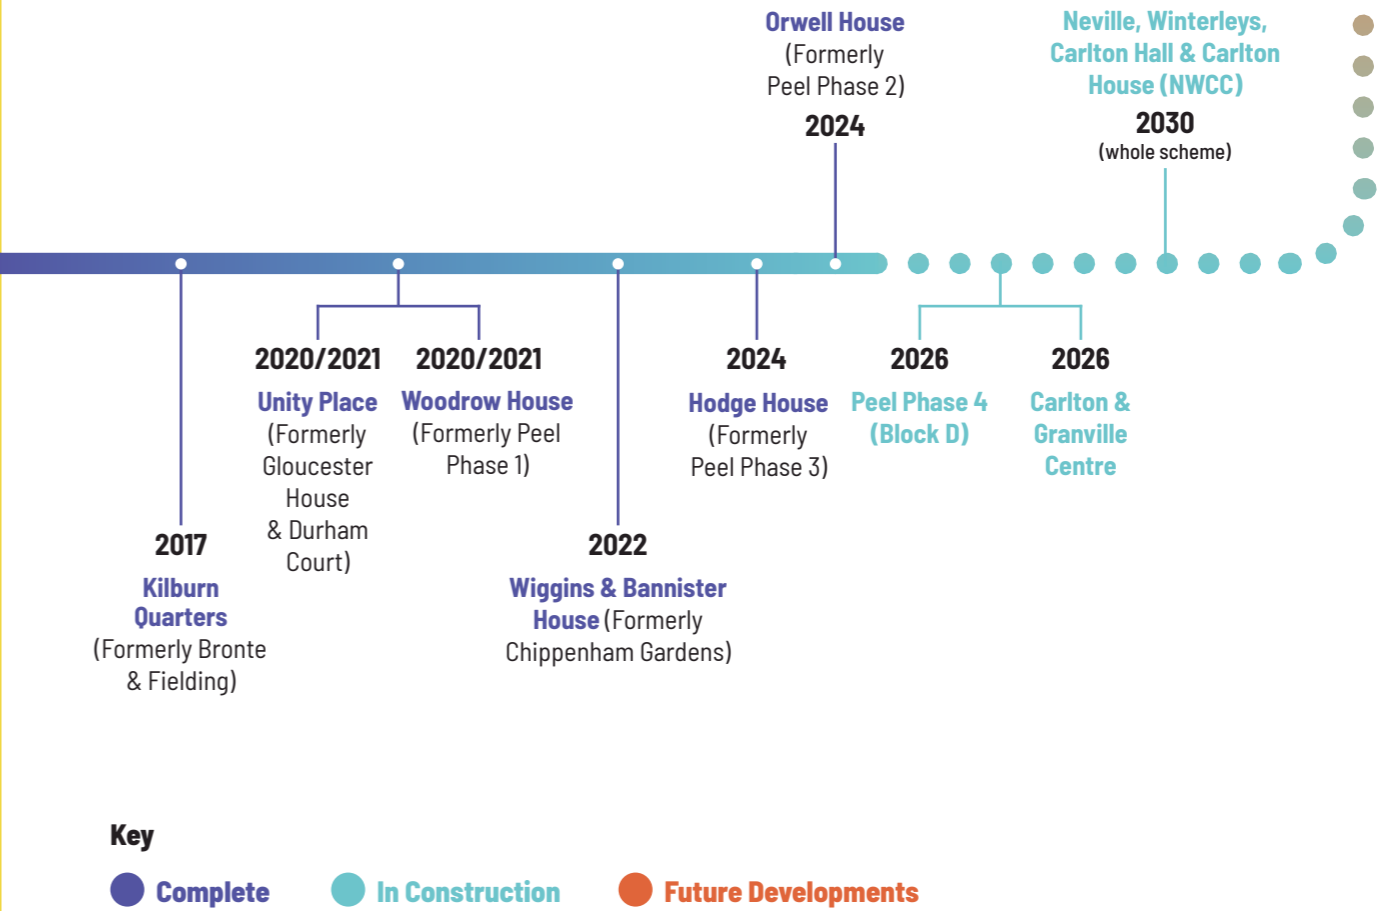 Orwell House
(Formerly
Peel Phase 2)
2024
Neville, Winterleys,
Carlton Hall & Carlton
House (NWCC)
2030
(whole scheme)
2017
Kilburn
Quarters
(Formerly Bronte
& Fielding)
2020/2021
Unity Place
(Formerly
Gloucester
House
& Durham
Court)
2020/2021
Woodrow House
(Formerly Peel
Phase 1)
2022
Wiggins & Bannister
House (Formerly
Chippenham Gardens)
2024
Hodge House
(Formerly
Peel Phase 3)
2026
Peel Phase 4
(Block D)
2026
Carlton &
Granville
Centre
Key
Complete
In Construction
Future Developments